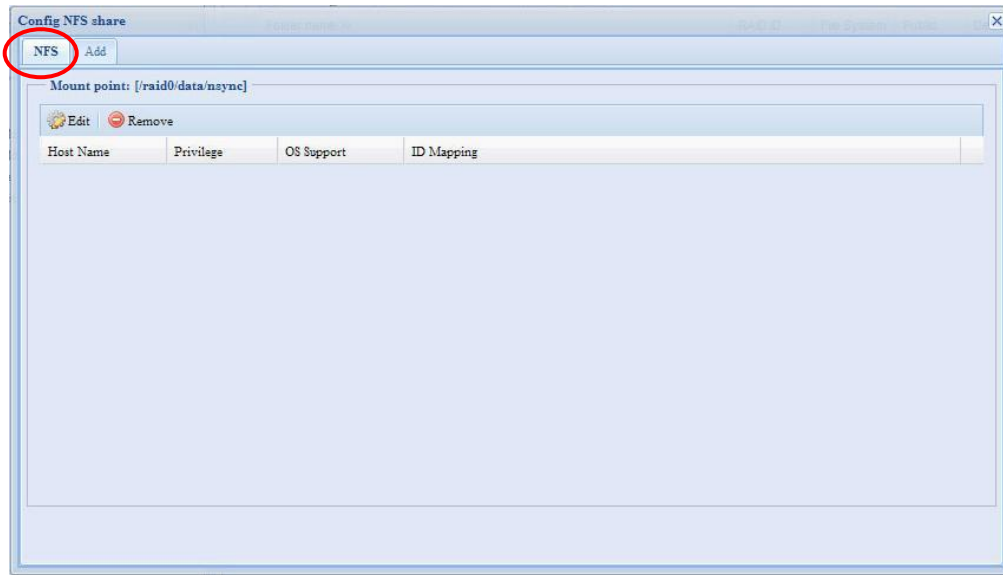 Config NFS share
NFS Add
Mount point: [/raid0/data/nsync]
Edit Remove
Host Name Privilege OS Support ID Mapping